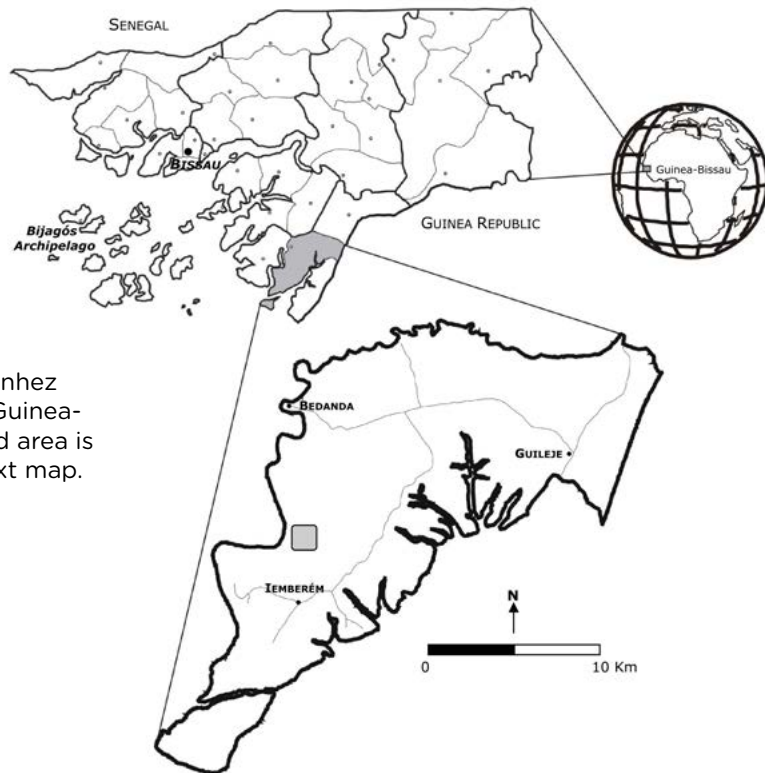 SENEGAL
BISSAU
Guinea-Bissau
GUINEA REPUBLIC
Bijagós
Archipelago
nhez
Guinea-
d area is
xt map.
BEDANDA
GUILEJE
IEMBERÉM
N
0 10 Km